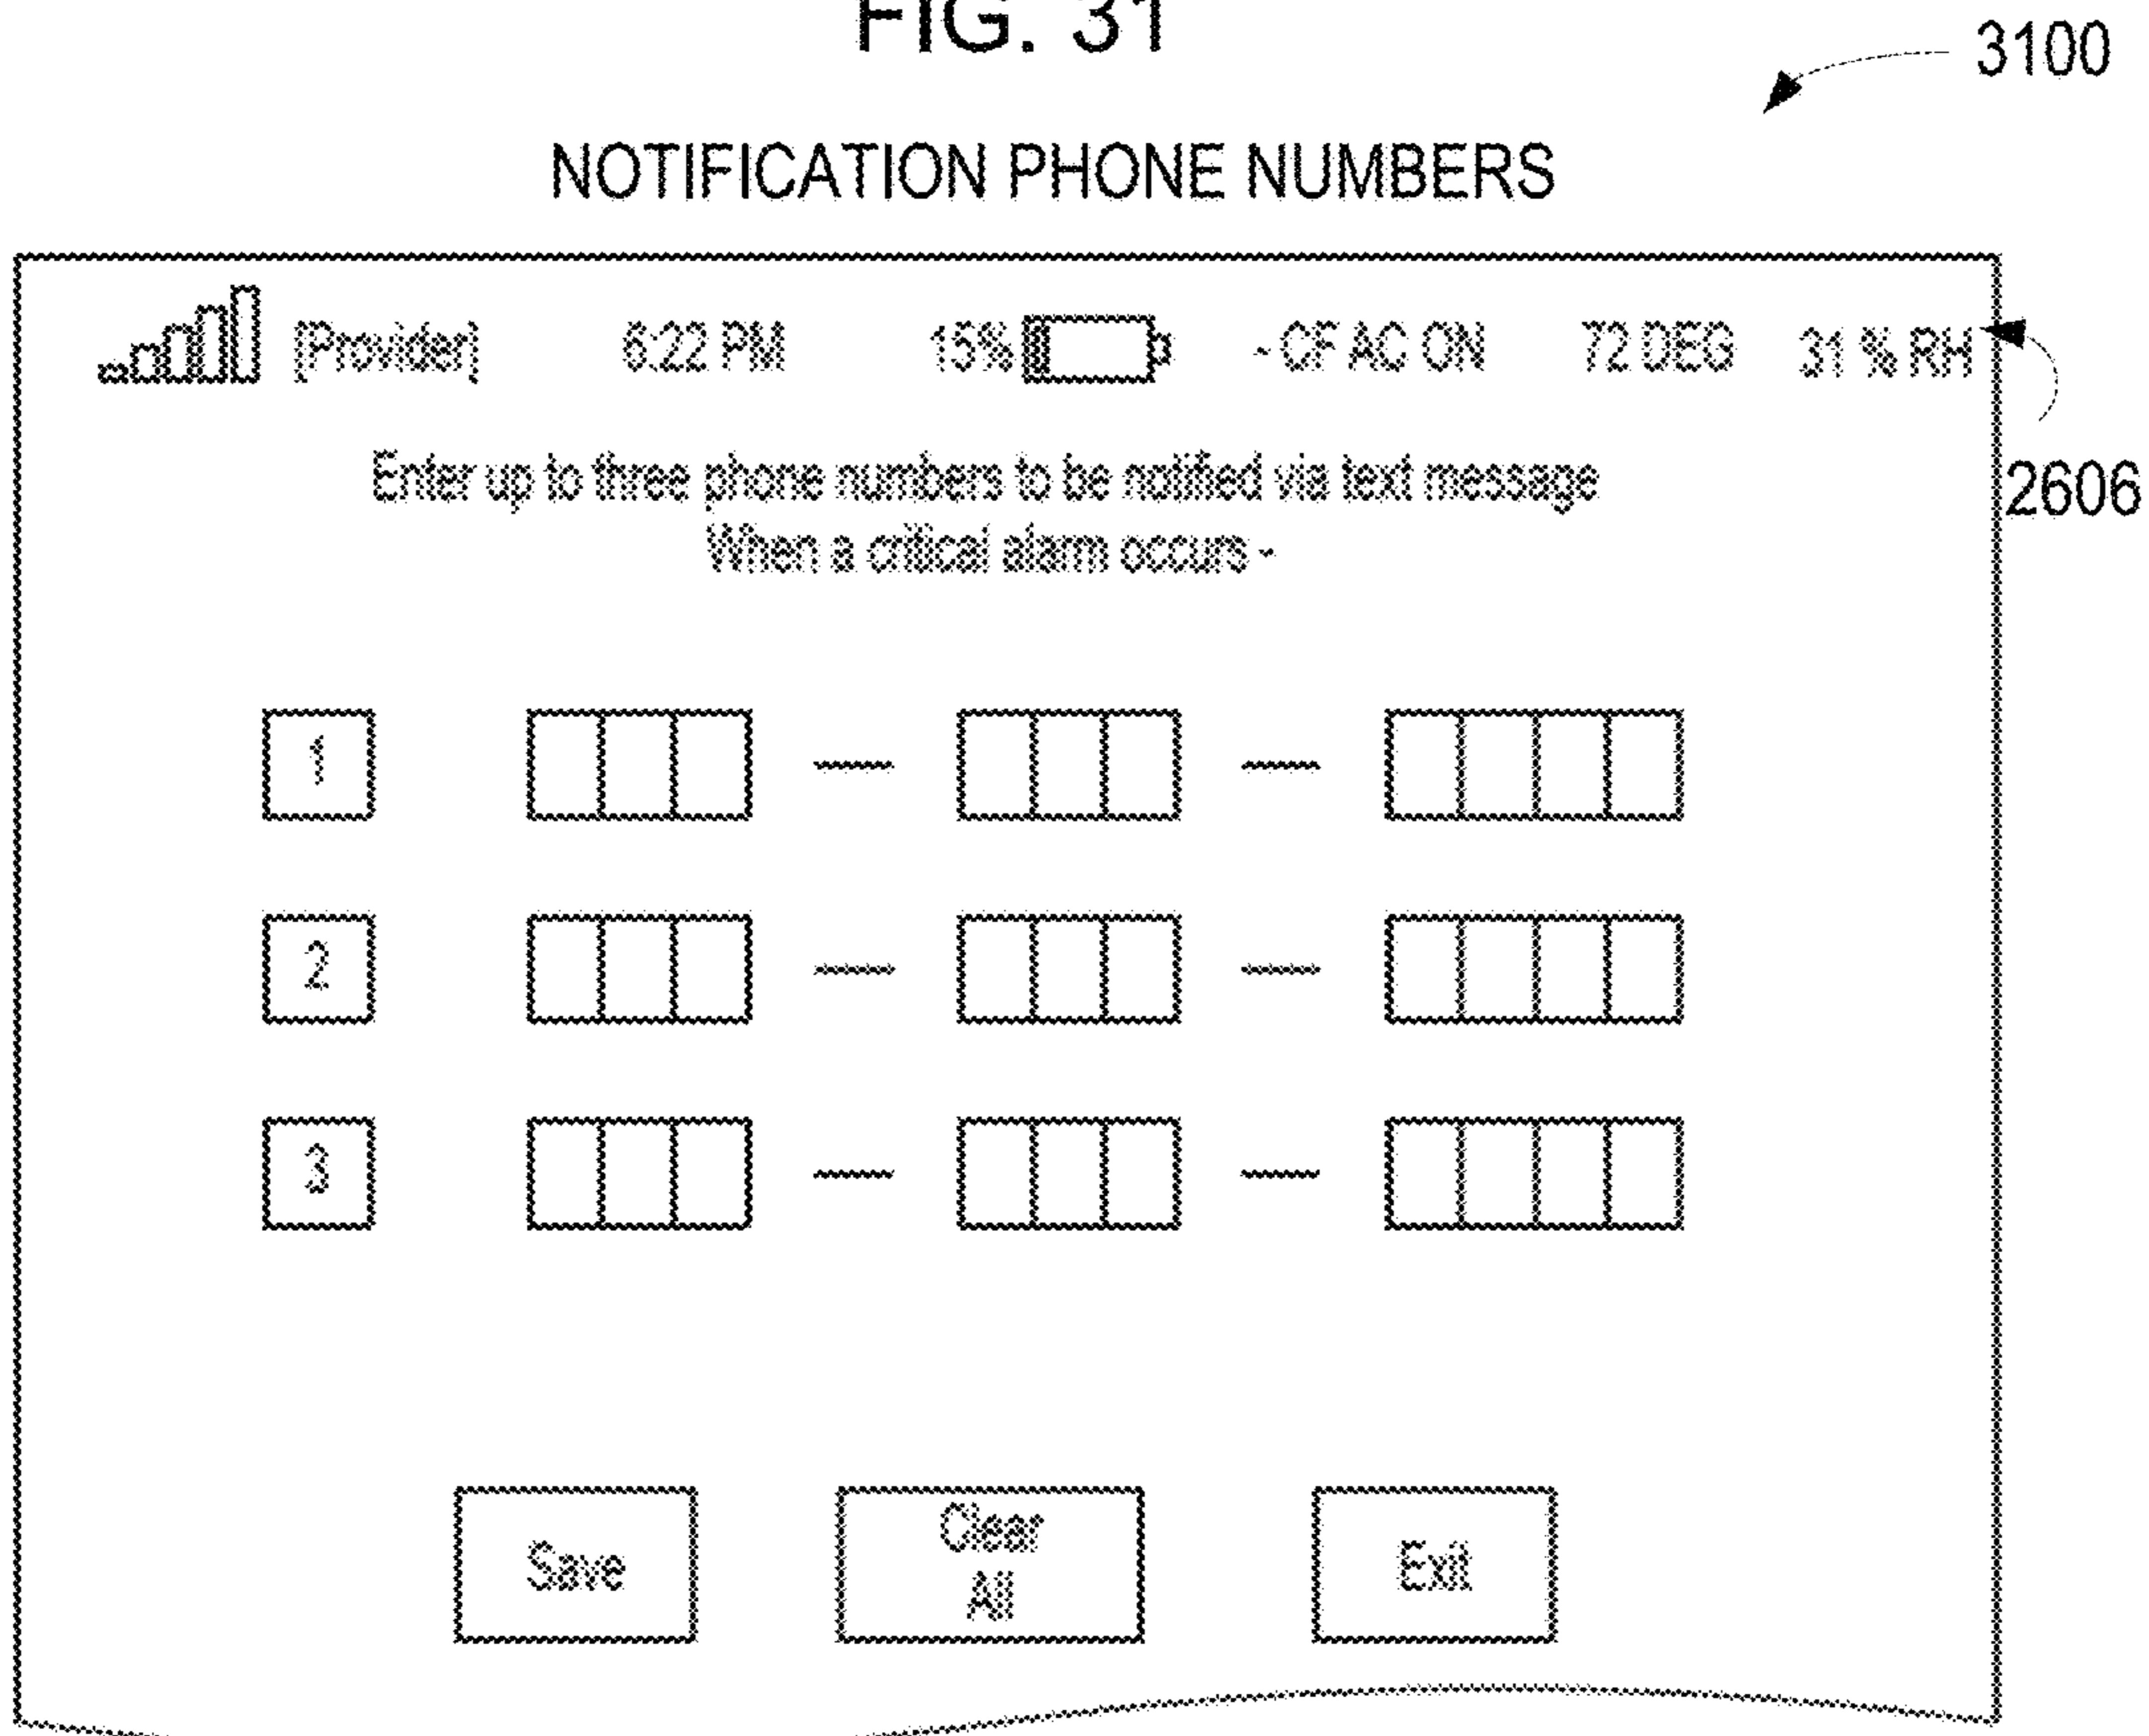 FIG. 31
3100
NOTIFICATION PHONE NUMBERS
[Provider] 6:22 PM 15% - CF AC ON 72 DEG 31 % RH
2606
Enter up to three phone numbers to be notified via text message
When a critical alarm occurs -
1 — —
2 — —
3 — —
Save Clear All Exit